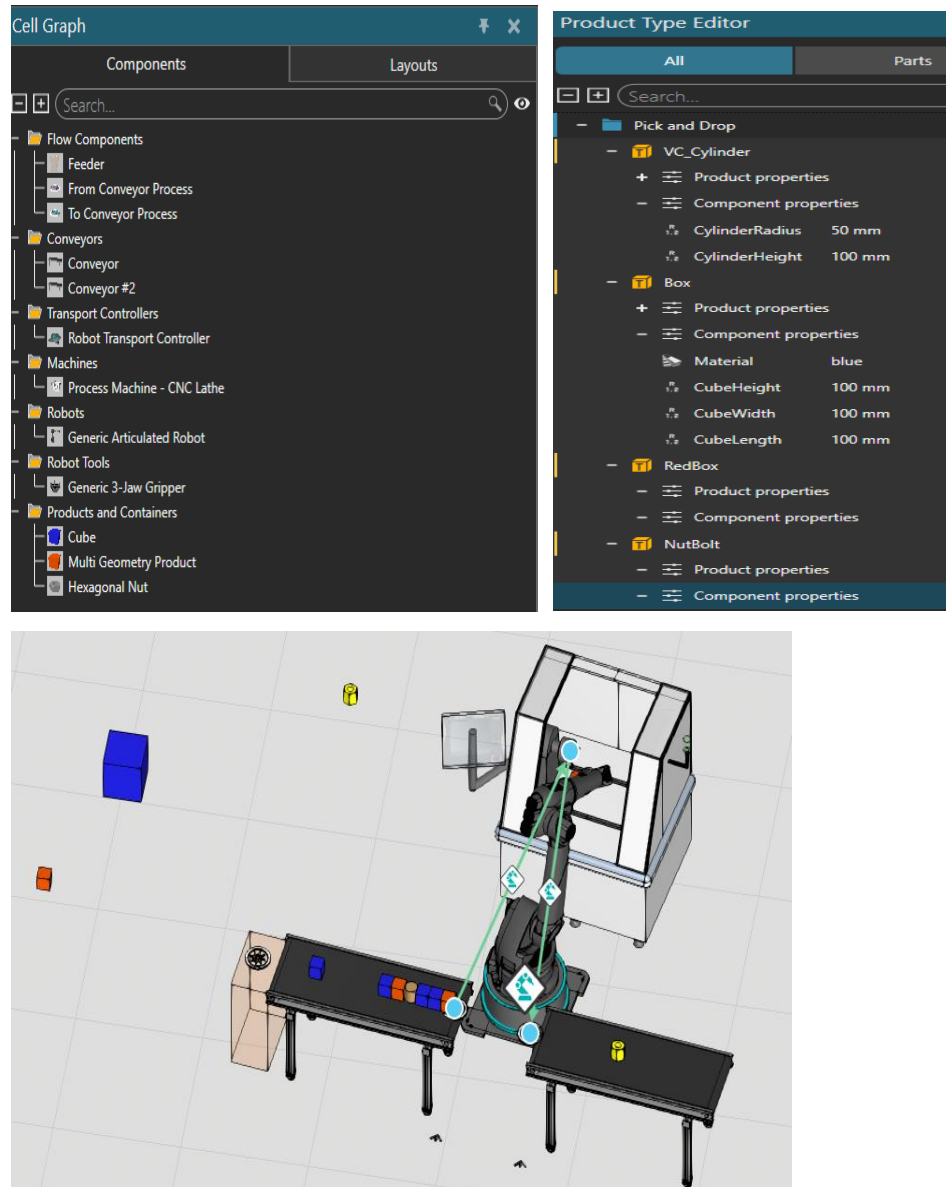 Cell Graph
Components
Layouts
Search...
Flow Components
Feeder
From Conveyor Process
To Conveyor Process
Conveyors
Conveyor
Conveyor #2
Transport Controllers
Robot Transport Controller
Machines
Process Machine - CNC Lathe
Robots
Generic Articulated Robot
Robot Tools
Generic 3-Jaw Gripper
Products and Containers
Cube
Multi Geometry Product
Hexagonal Nut
Product Type Editor
All
Parts
Search...
Pick and Drop
VC_Cylinder
Product properties
Component properties
CylinderRadius 50 mm
CylinderHeight 100 mm
Box
Product properties
Component properties
Material blue
CubeHeight 100 mm
CubeWidth 100 mm
CubeLength 100 mm
RedBox
Product properties
Component properties
NutBolt
Product properties
Component properties